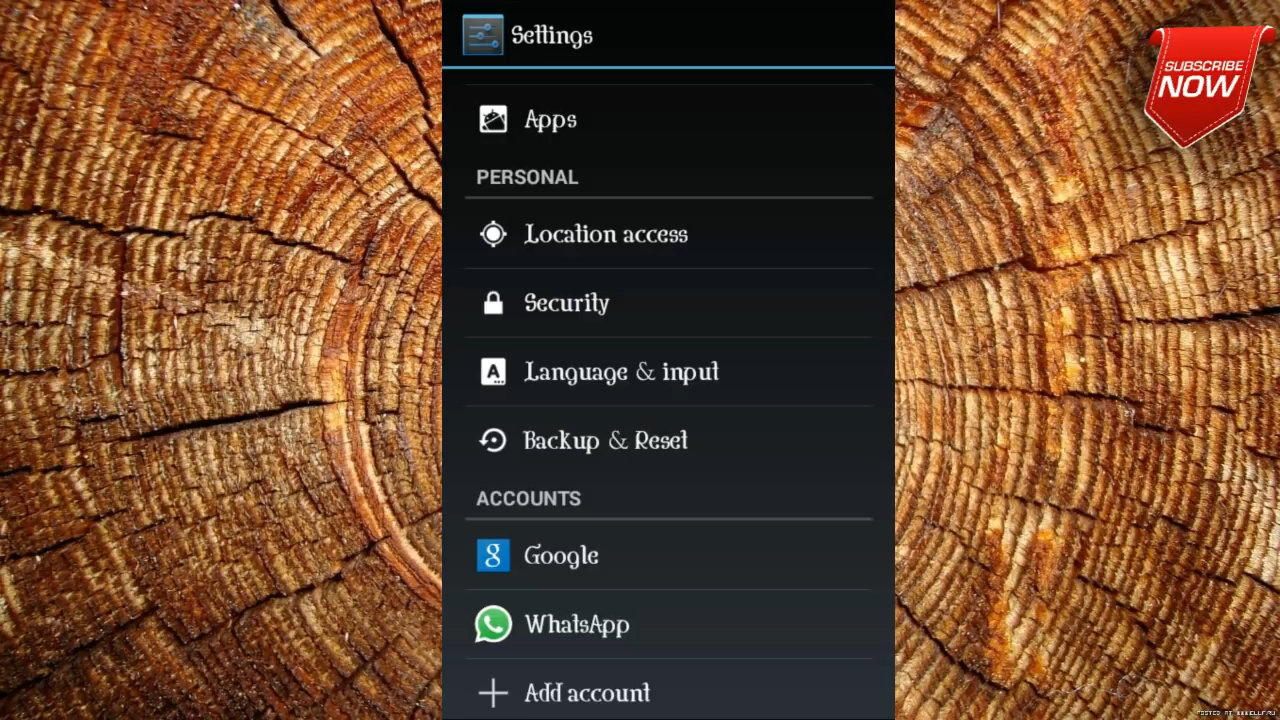 Settings
SUBSCRIBE
NOW
Apps
PERSONAL
Location access
Security
Language & input
Backup & Reset
ACCOUNTS
Google
WhatsApp
Add account